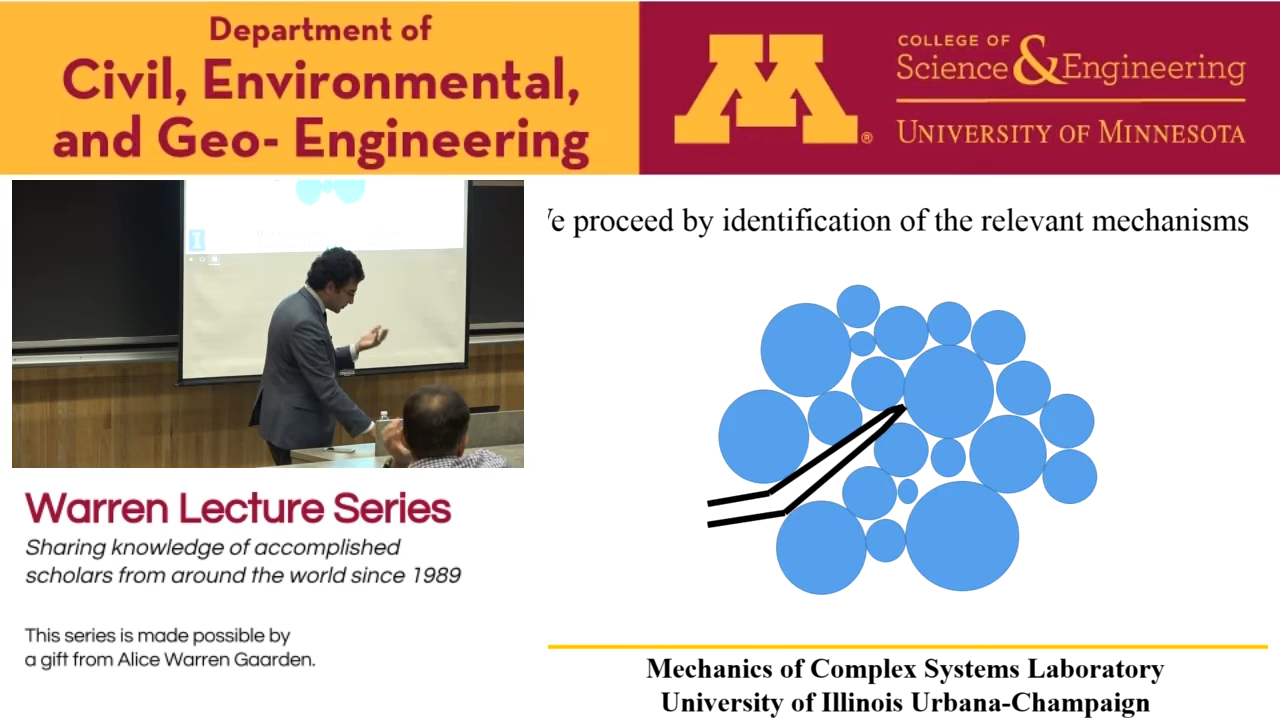 Department of
Civil, Environmental,
and Geo- Engineering
M®
COLLEGE OF
Science & Engineering
UNIVERSITY OF MINNESOTA
e proceed by identification of the relevant mechanisms
Warren Lecture Series
Sharing knowledge of accomplished
scholars from around the world since 1989
This series is made possible by
a gift from Alice Warren Gaarden.
Mechanics of Complex Systems Laboratory
University of Illinois Urbana-Champaign